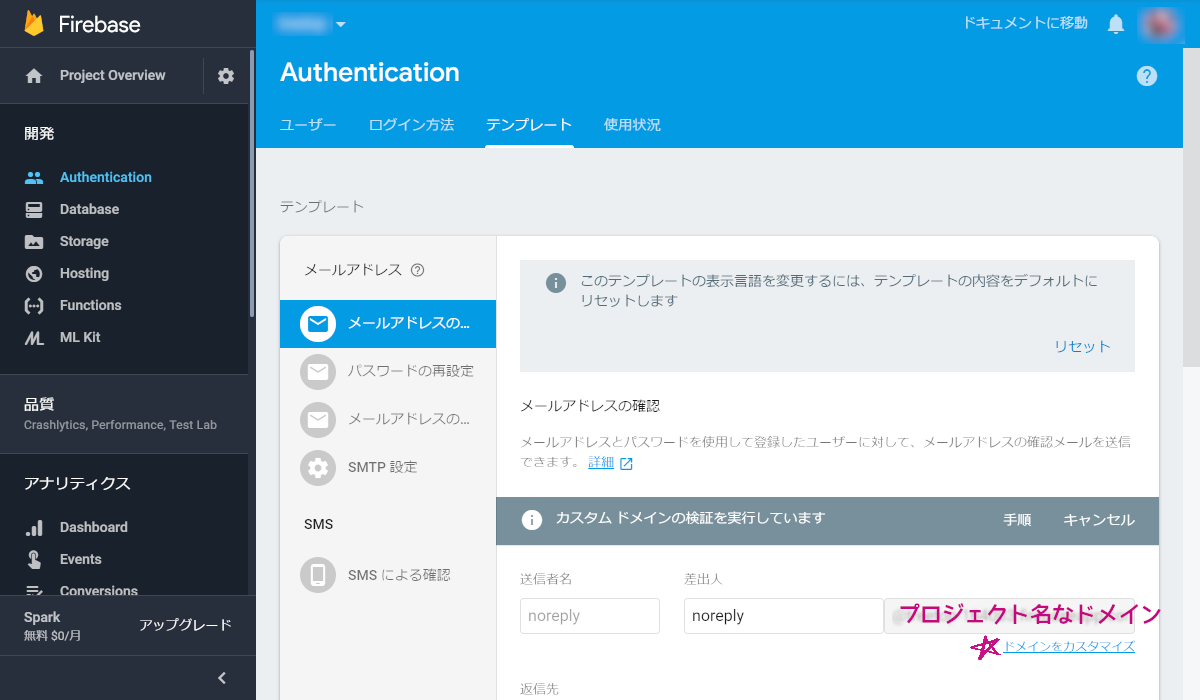 Firebase
ドキュメントに移動
Project Overview
Authentication
ユーザー ログイン方法 テンプレート 使用状況
開発
Authentication
Database
Storage
Hosting
Functions
ML Kit
品質
Crashlytics, Performance, Test Lab
アナリティクス
Dashboard
Events
Conversions
Spark
無料 $0/月
アップグレード
テンプレート
メールアドレス
メールアドレスの...
パスワードの再設定
メールアドレスの...
SMTP 設定
SMS
SMS による確認
このテンプレートの表示言語を変更するには、テンプレートの内容をデフォルトに
リセットします
リセット
メールアドレスの確認
メールアドレスとパスワードを使用して登録したユーザーに対して、メールアドレスの確認メールを送信
できます。 詳細
カスタム ドメインの検証を実行しています
手順 キャンセル
送信者名 差出人
noreply noreply プロジェクト名なドメイン
ドメインをカスタマイズ
返信先